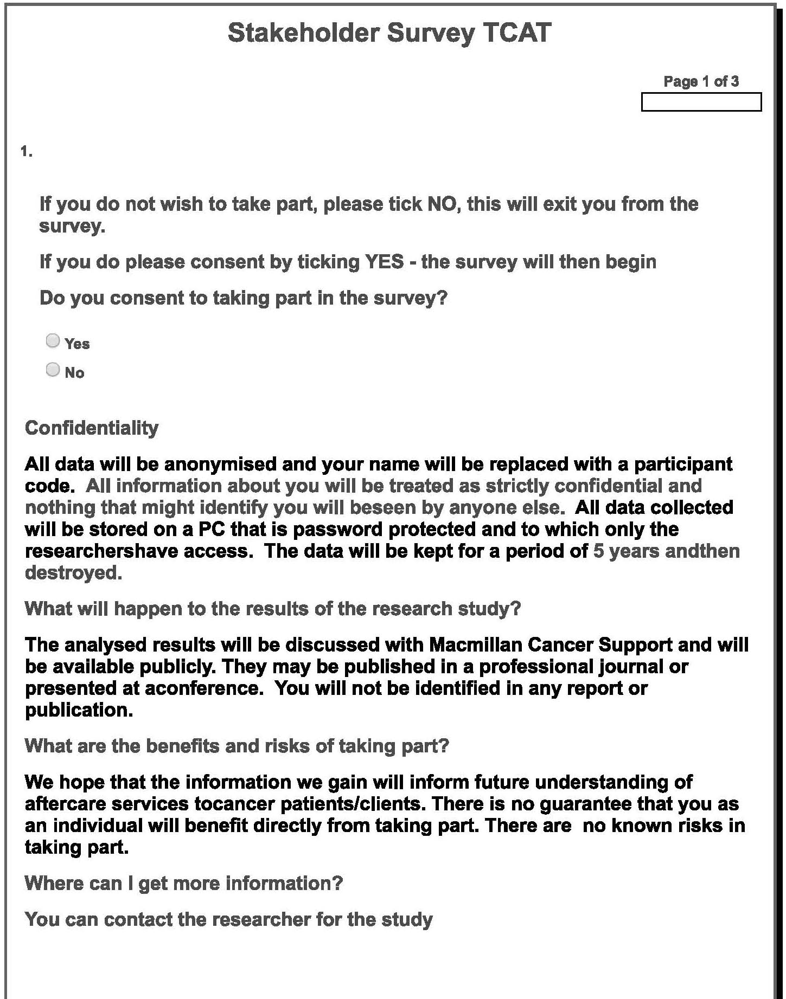 Stakeholder Survey TCAT
Page 1 of 3
1.
If you do not wish to take part, please tick NO, this will exit you from the
survey.
If you do please consent by ticking YES - the survey will then begin
Do you consent to taking part in the survey?
Yes
No
Confidentiality
All data will be anonymised and your name will be replaced with a participant
code.  All information about you will be treated as strictly confidential and
nothing that might identify you will beseen by anyone else.  All data collected
will be stored on a PC that is password protected and to which only the
researchershave access.  The data will be kept for a period of 5 years andthen
destroyed.
What will happen to the results of the research study?
The analysed results will be discussed with Macmillan Cancer Support and will
be available publicly. They may be published in a professional journal or
presented at aconference.  You will not be identified in any report or
publication.
What are the benefits and risks of taking part?
We hope that the information we gain will inform future understanding of
aftercare services tocancer patients/clients. There is no guarantee that you as
an individual will benefit directly from taking part. There are  no known risks in
taking part.
Where can I get more information?
You can contact the researcher for the study